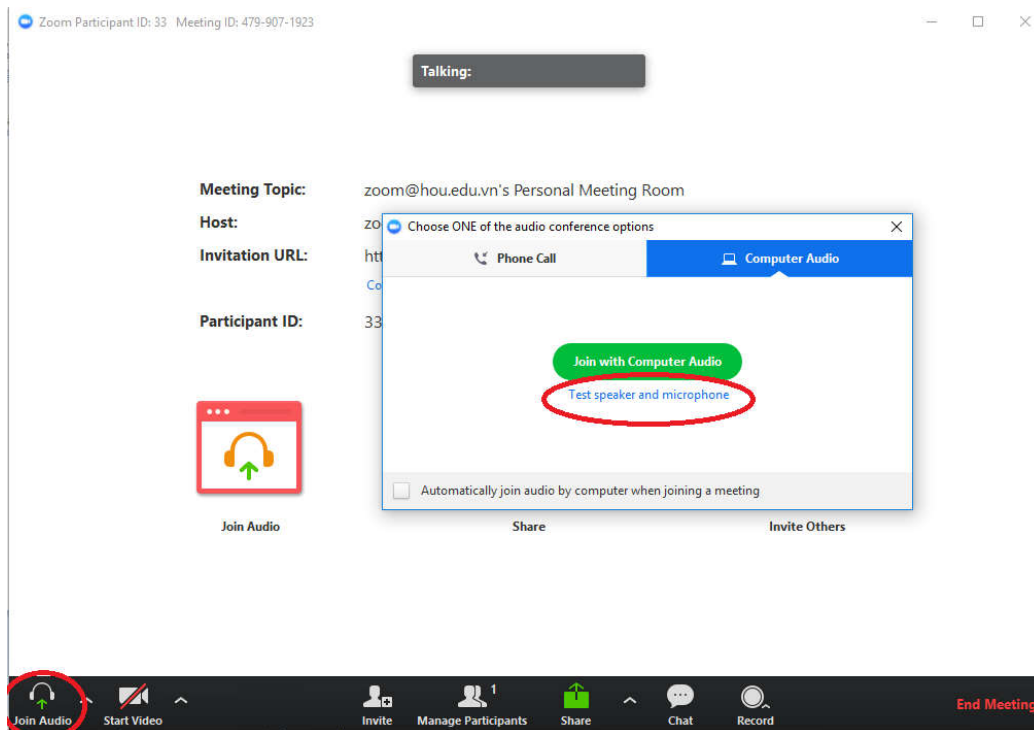 Zoom Participant ID: 33 Meeting ID: 479-907-1923
Talking:
Meeting Topic: zoom@hou.edu.vn's Personal Meeting Room
Host: zo
Invitation URL: htt
Co
Participant ID: 33
Choose ONE of the audio conference options
Phone Call Computer Audio
Join with Computer Audio
Test speaker and microphone
Automatically join audio by computer when joining a meeting
Join Audio Share Invite Others
1
Join Audio Start Video Invite Manage Participants Share Chat Record End Meeting